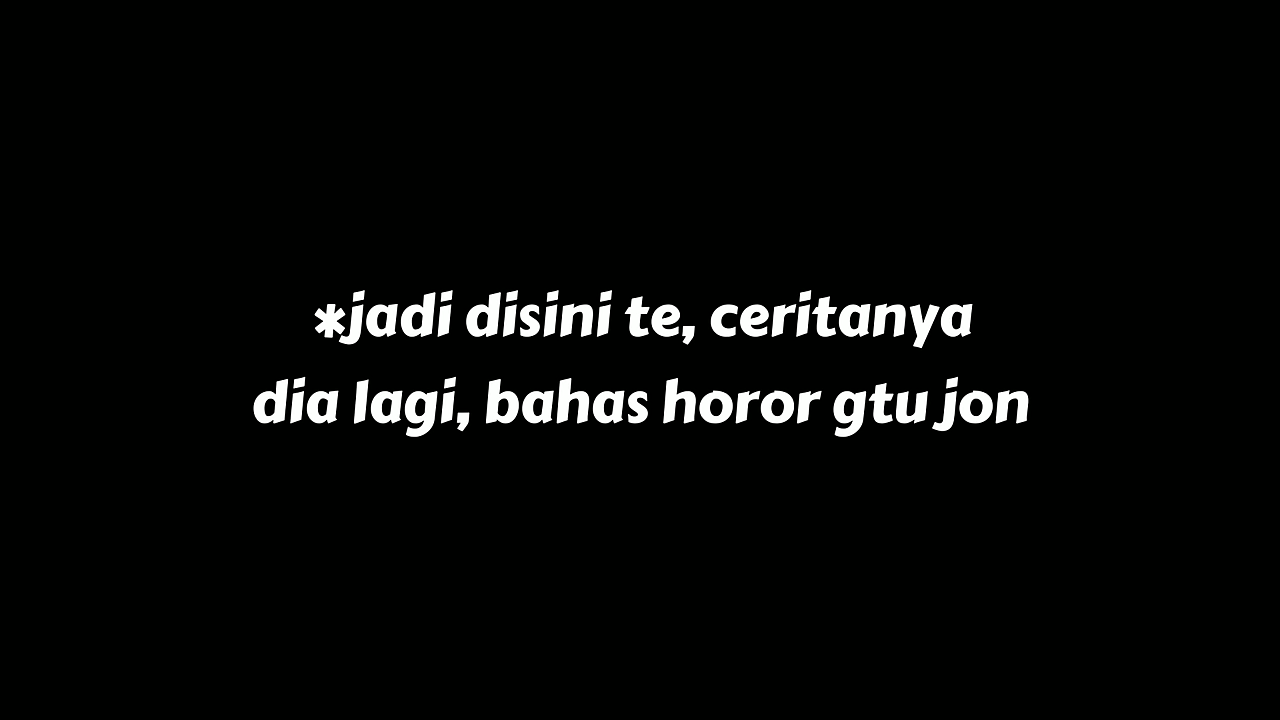 *jadi disini te, ceritanya
dia lagi, bahas horor gtu jon